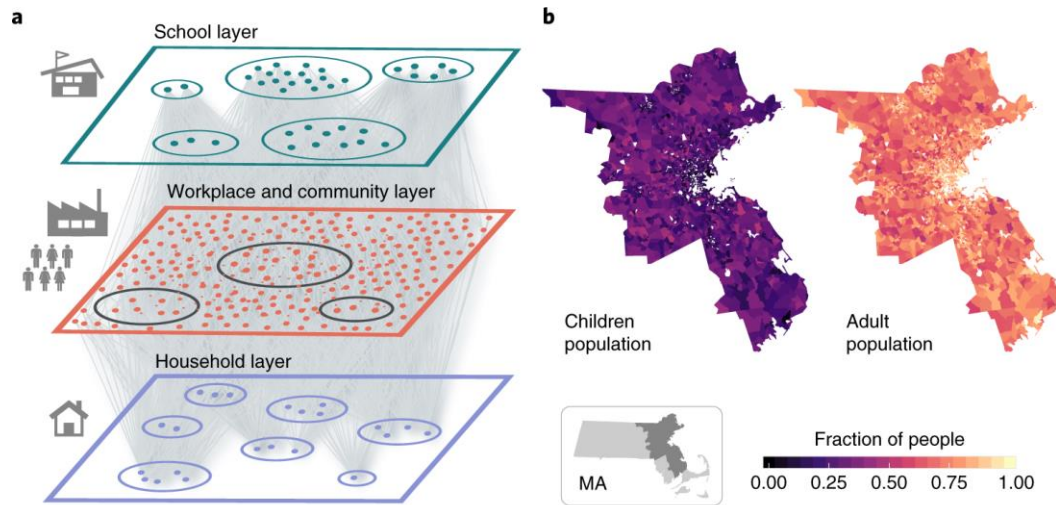 a
School layer
Workplace and community layer
Household layer
b
Children
population
Adult
population
MA
Fraction of people
0.00 0.25 0.50 0.75 1.00